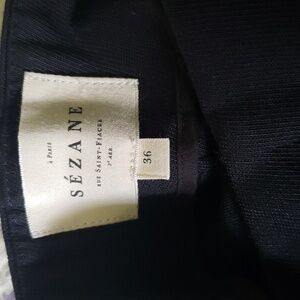 À PARIS
SÉZANE
RUE SAINT-FIACRE
2ᵉ ARR.
36